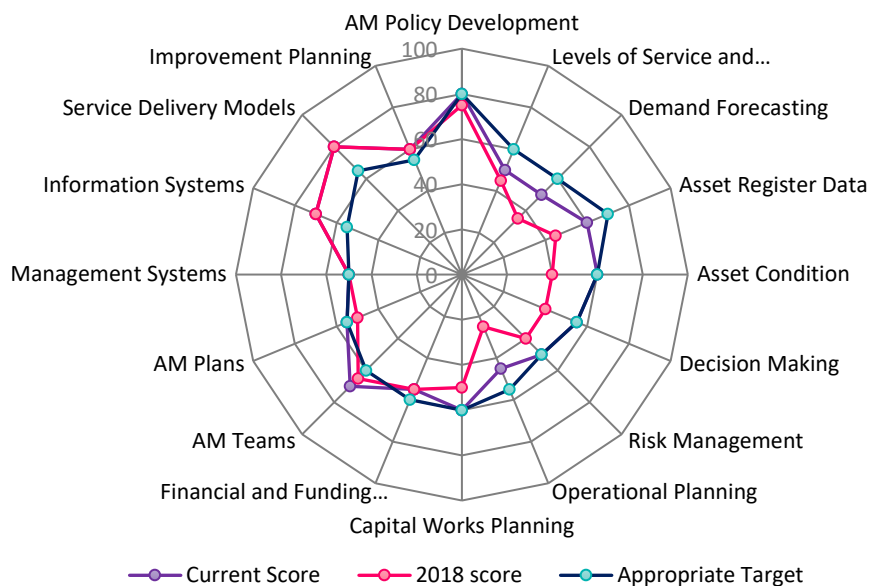 AM Policy Development
Improvement Planning
Levels of Service and...
Service Delivery Models
Demand Forecasting
Information Systems
Asset Register Data
Management Systems
Asset Condition
AM Plans
Decision Making
AM Teams
Risk Management
Financial and Funding...
Operational Planning
Capital Works Planning
100
80
60
40
20
0
Current Score
2018 score
Appropriate Target